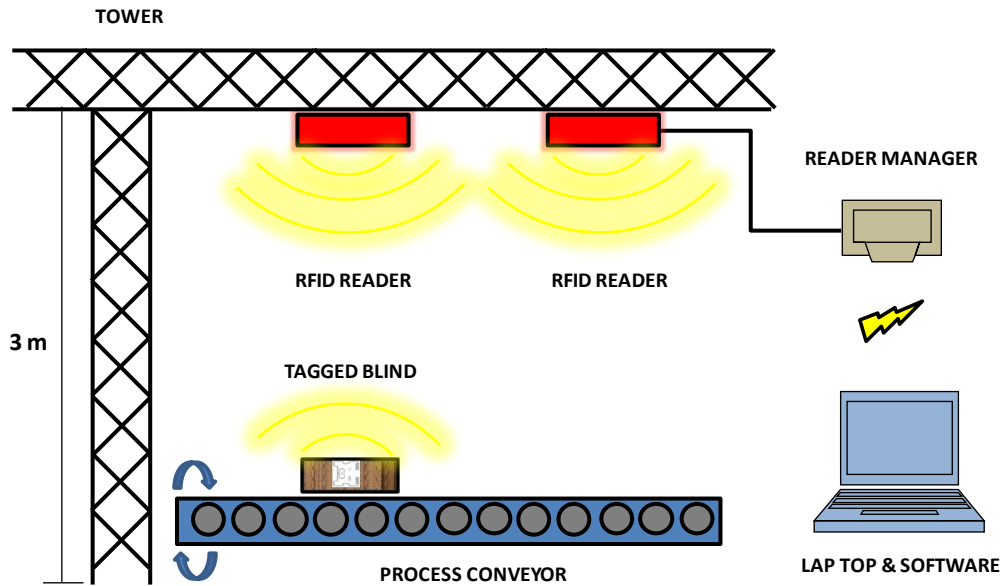 TOWER
READER MANAGER
RFID READER
RFID READER
3 m
TAGGED BLIND
PROCESS CONVEYOR
LAP TOP & SOFTWARE